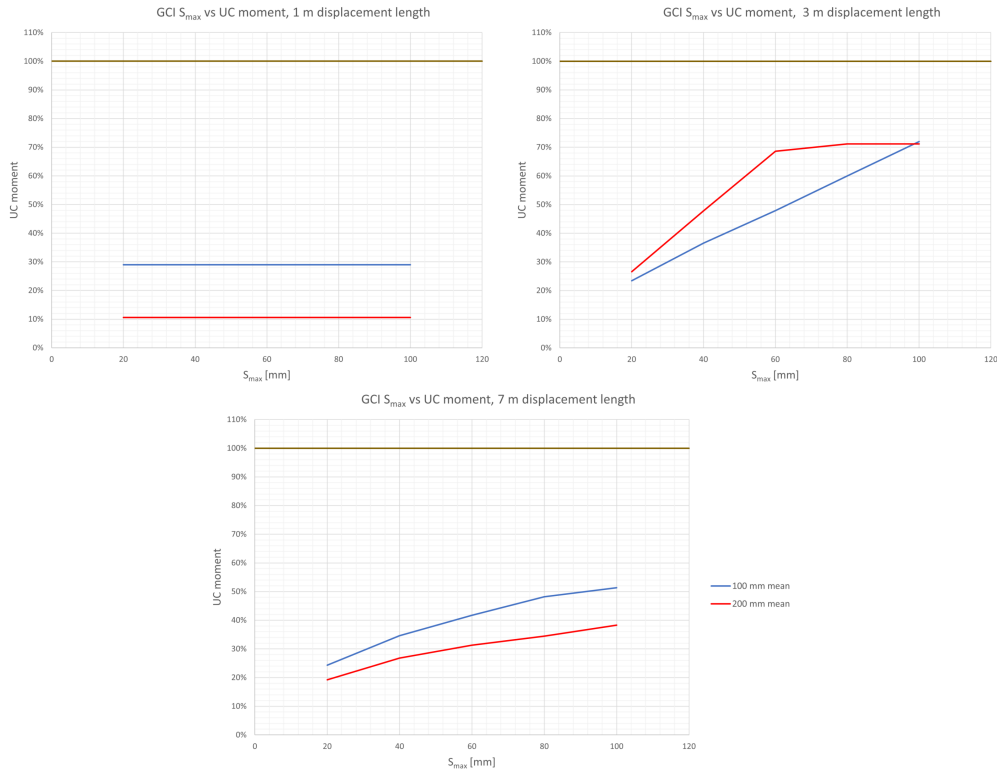 GCI Smax vs UC moment, 1 m displacement length
110%
100%
90%
80%
70%
60%
50%
40%
30%
20%
10%
0%
UC moment
0 20 40 60 80 100 120
Smax [mm]
GCI Smax vs UC moment, 3 m displacement length
110%
100%
90%
80%
70%
60%
50%
40%
30%
20%
10%
0%
UC moment
0 20 40 60 80 100 120
Smax [mm]
GCI Smax vs UC moment, 7 m displacement length
110%
100%
90%
80%
70%
60%
50%
40%
30%
20%
10%
0%
UC moment
0 20 40 60 80 100 120
Smax [mm]
100 mm mean
200 mm mean